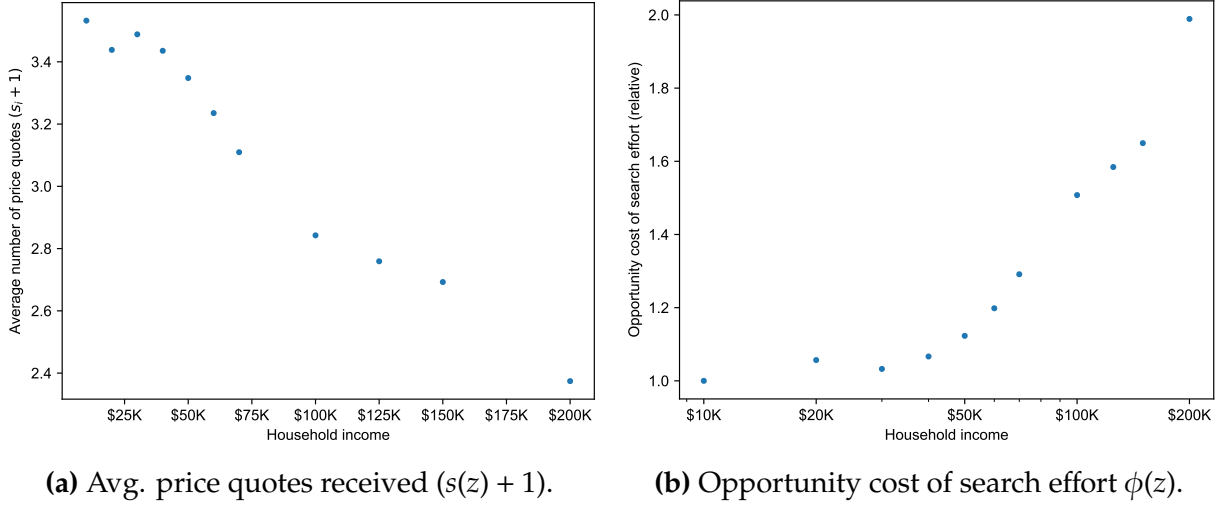 Average number of price quotes (sᵢ + 1)
3.4
3.2
3.0
2.8
2.6
2.4
$25K $50K $75K $100K $125K $150K $175K $200K
Household income
(a) Avg. price quotes received (s(z) + 1).
Opportunity cost of search effort (relative)
2.0
1.8
1.6
1.4
1.2
1.0
$10K $20K $50K $100K $200K
Household income
(b) Opportunity cost of search effort ϕ(z).